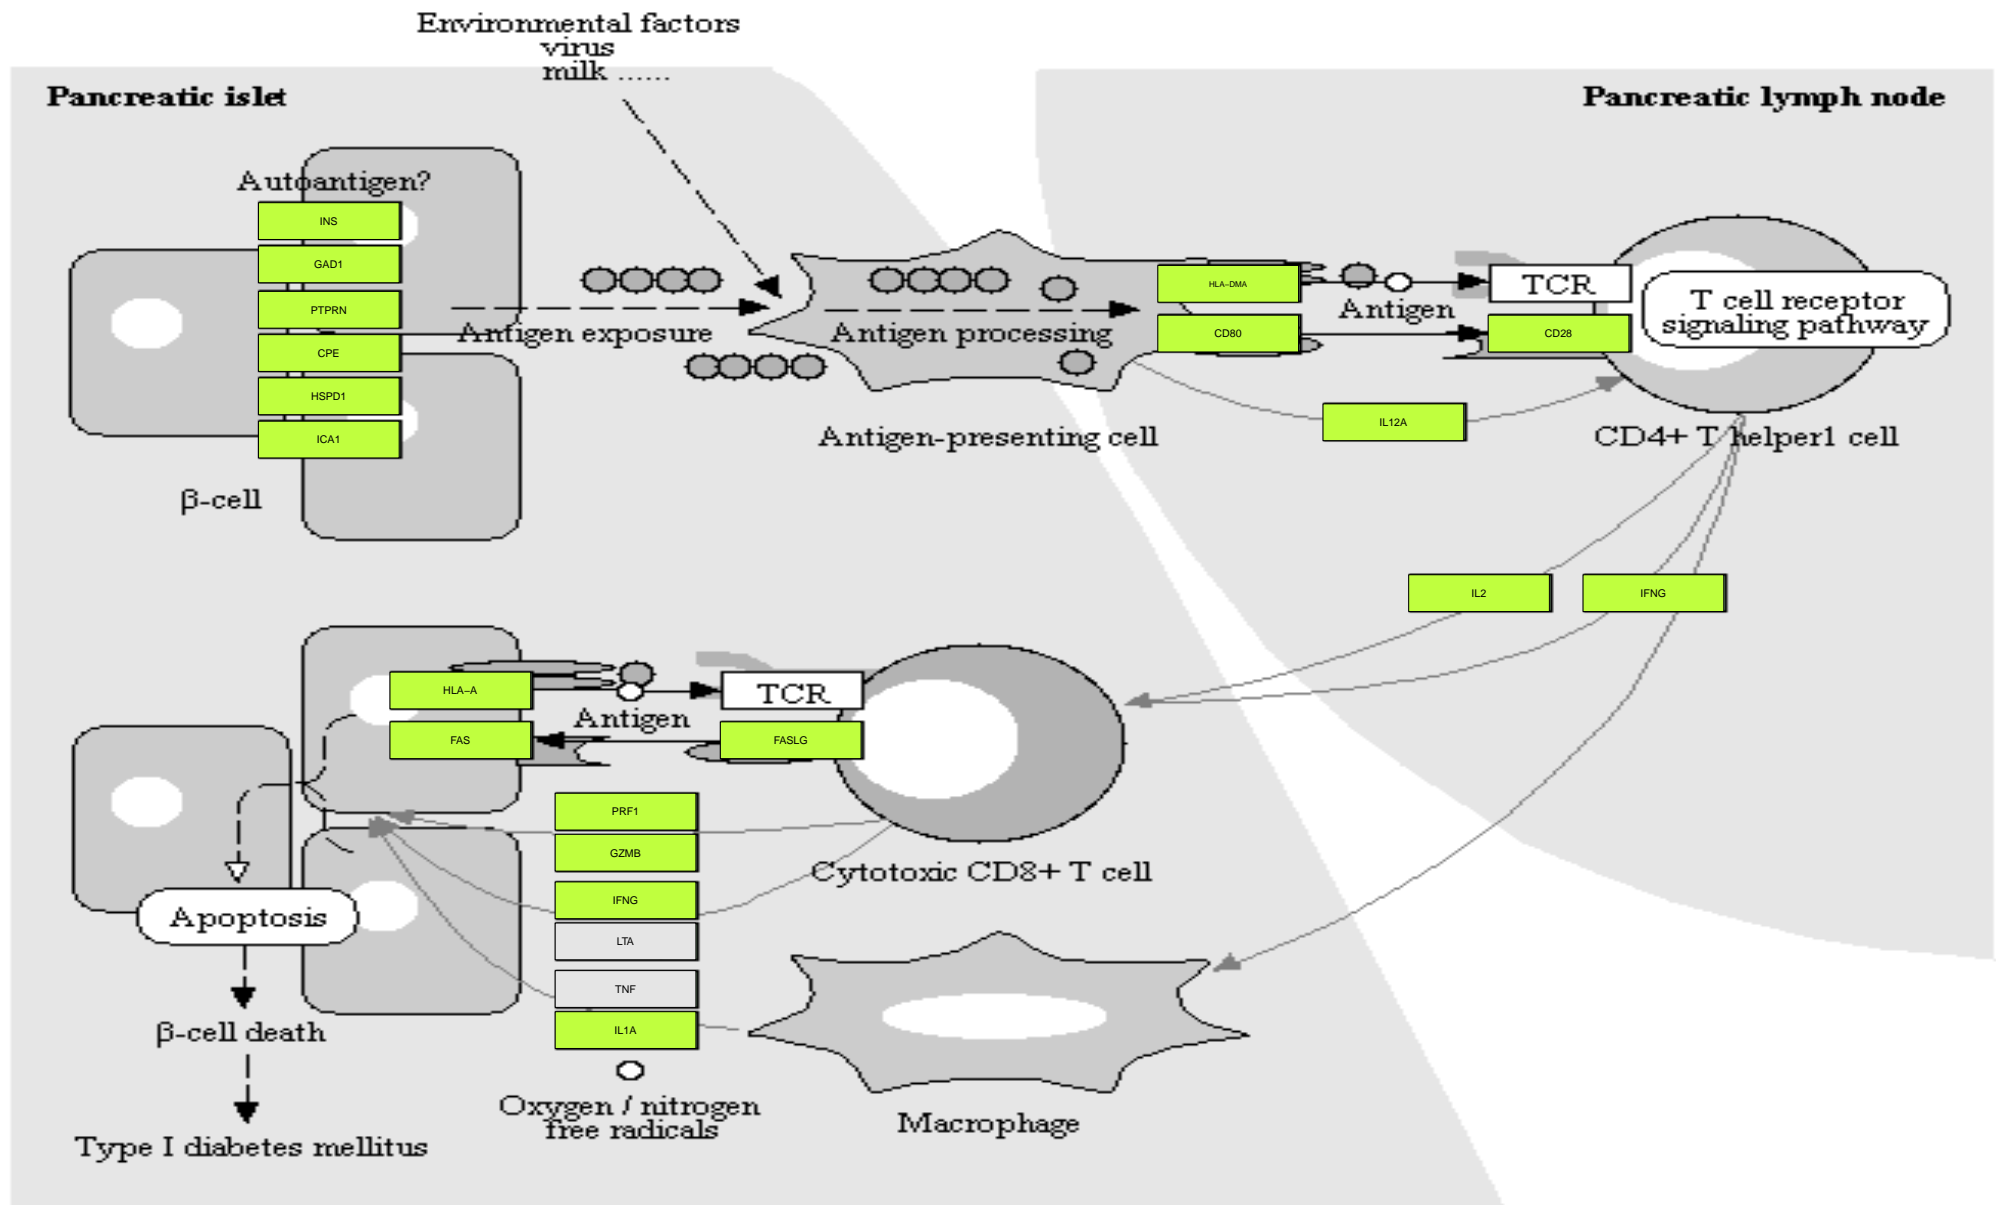 Environmental factors
virus
milk ......
Pancreatic islet
Pancreatic lymph node
Autoantigen?
INS
GAD1
PTPRN
CPE
HSPD1
ICA1
β-cell
Antigen exposure
Antigen processing
HLA−DMA
CD80
Antigen
TCR
CD28
T cell receptor
signaling pathway
IL12A
Antigen-presenting cell
CD4+ T helper1 cell
IL2
IFNG
HLA−A
FAS
Antigen
TCR
FASLG
PRF1
GZMB
IFNG
LTA
TNF
IL1A
Cytotoxic CD8+ T cell
Apoptosis
β-cell death
Type I diabetes mellitus
Oxygen / nitrogen
free radicals
Macrophage